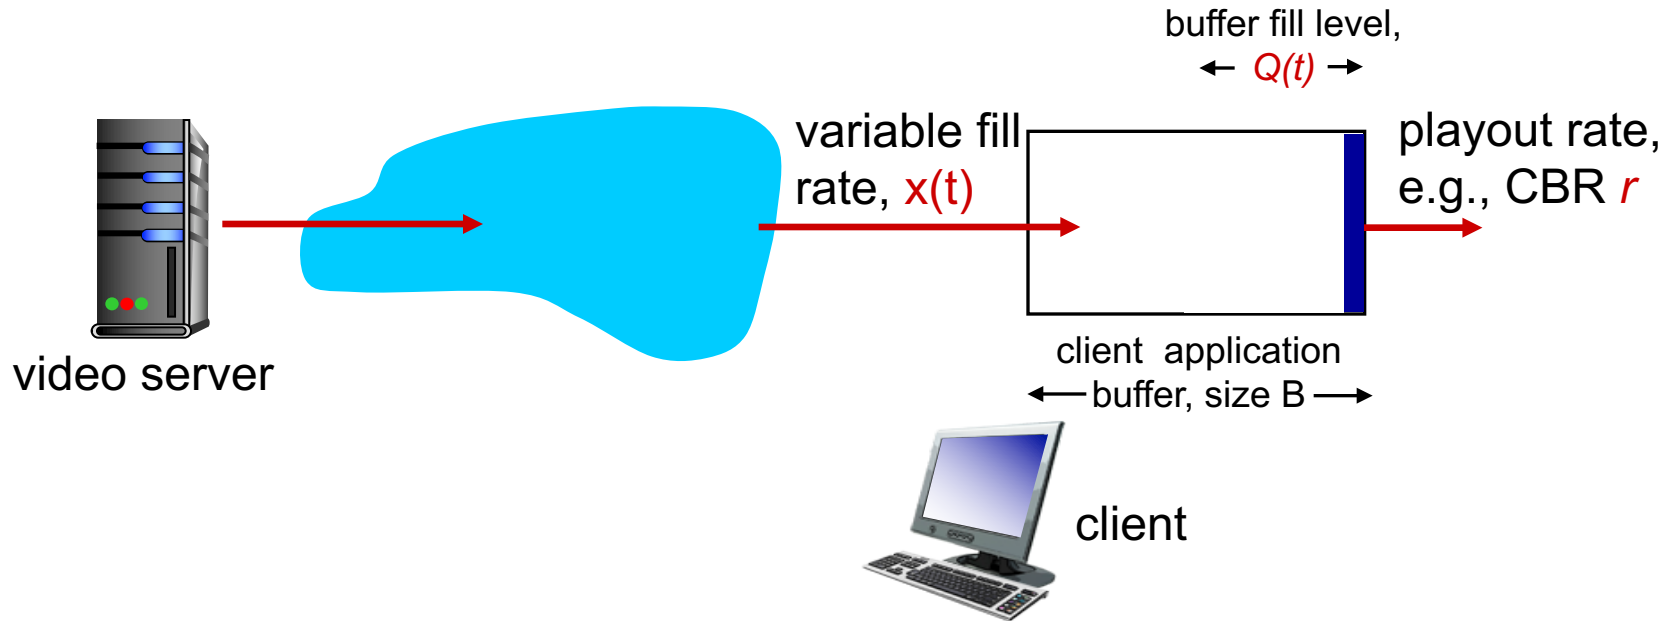 buffer fill level,
Q(t)
variable fill
rate, x(t)
playout rate,
e.g., CBR r
video server
client application
buffer, size B
client